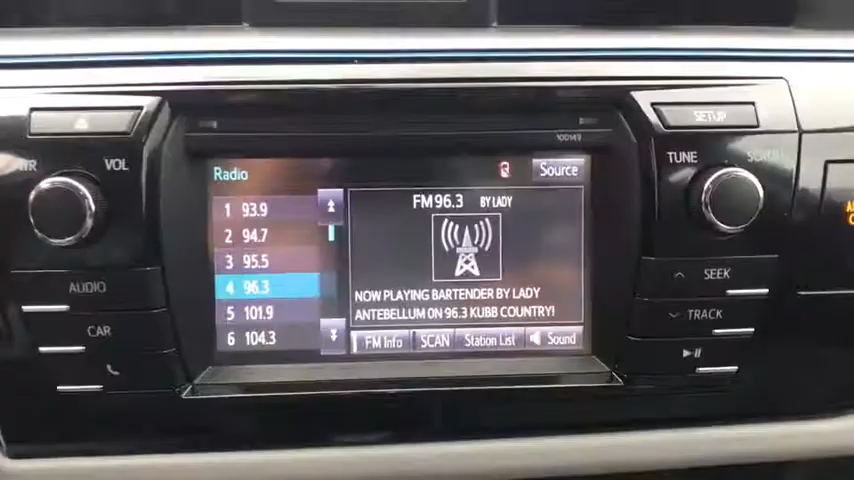 100149
SETUP
VOL
TUNE
SCROLL
Radio
Source
1 93.9
2 94.7
3 95.5
4 96.3
5 101.9
6 104.3
FM 96.3 BY LADY
NOW PLAYING BARTENDER BY LADY
ANTEBELLUM ON 96.3 KUBB COUNTRY!
FM Info
SCAN
Station List
Sound
AUDIO
CAR
SEEK
TRACK